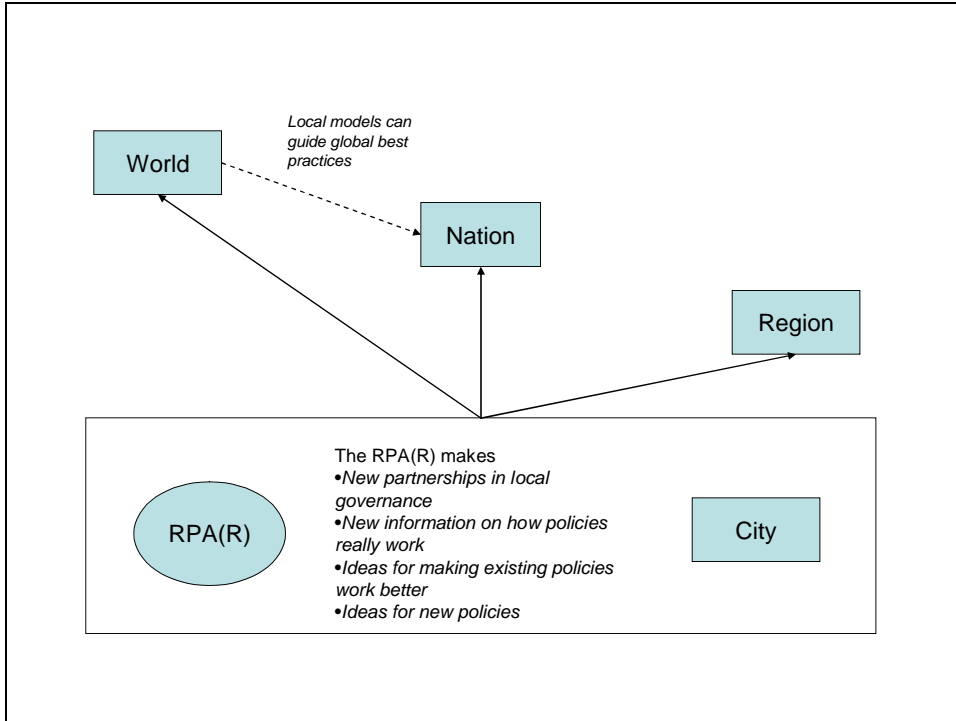 Local models can
guide global best
practices
World
Nation
Region
The RPA(R) makes
•New partnerships in local
governance
•New information on how policies
really work
•Ideas for making existing policies
work better
•Ideas for new policies
RPA(R)
City